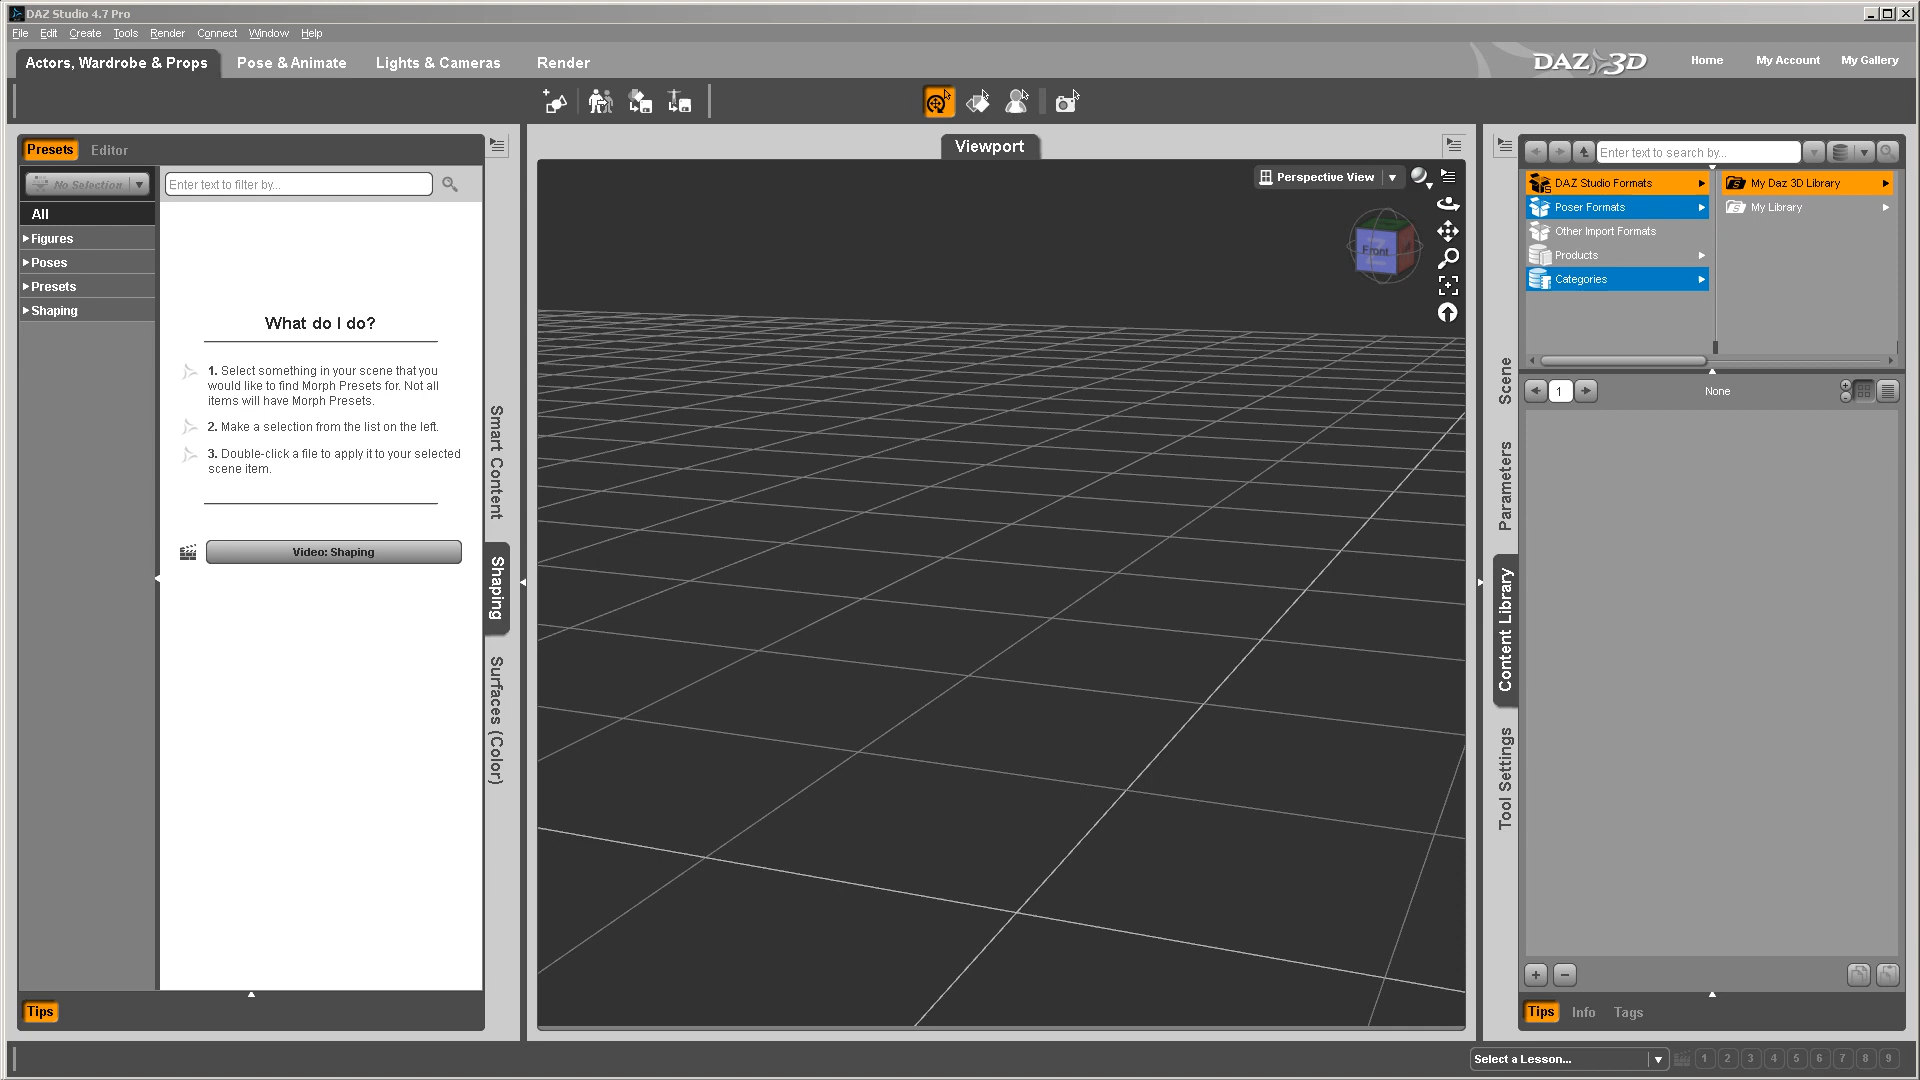 DAZ Studio 4.7 Pro
File Edit Create Tools Render Connect Window Help
Actors, Wardrobe & Props Pose & Animate Lights & Cameras Render
DAZ 3D
Home My Account My Gallery
Presets Editor
No Selection
Enter text to filter by...
All
Figures
Poses
Presets
Shaping
What do I do?
1. Select something in your scene that you
would like to find Morph Presets for. Not all
items will have Morph Presets.
2. Make a selection from the list on the left.
3. Double-click a file to apply it to your selected
scene item.
Video: Shaping
Tips
Smart Content
Shaping
Surfaces (Color)
Viewport
Perspective View
Front
Scene
Parameters
Content Library
Tool Settings
Enter text to search by...
DAZ Studio Formats
Poser Formats
Other Import Formats
Products
Categories
My Daz 3D Library
My Library
1
None
Tips Info Tags
Select a Lesson...
1 2 3 4 5 6 7 8 9